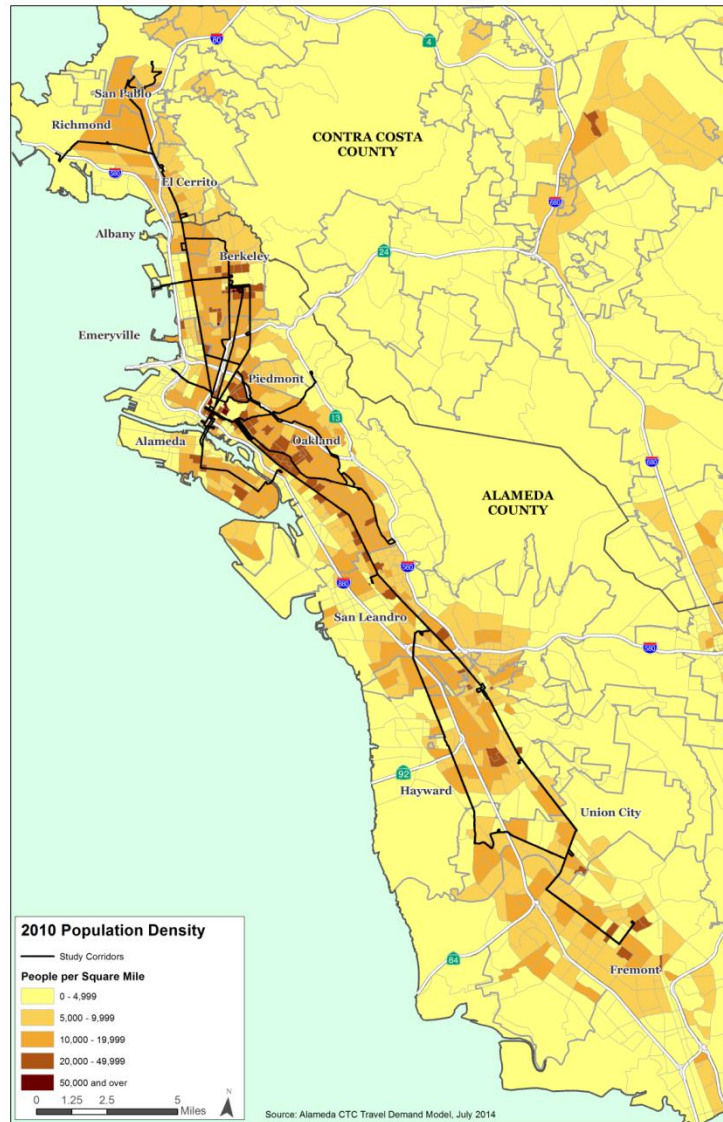 80
4
San Pablo
Richmond
CONTRA COSTA
COUNTY
580
El Cerrito
680
Albany
24
Berkeley
Emeryville
Piedmont
13
Alameda
Oakland
680
ALAMEDA
COUNTY
580
880
San Leandro
580
92
Hayward
Union City
84
Fremont
2010 Population Density
Study Corridors
People per Square Mile
0 - 4,999
5,000 - 9,999
10,000 - 19,999
20,000 - 49,999
50,000 and over
0 1.25 2.5 5
Miles
N
Source: Alameda CTC Travel Demand Model, July 2014